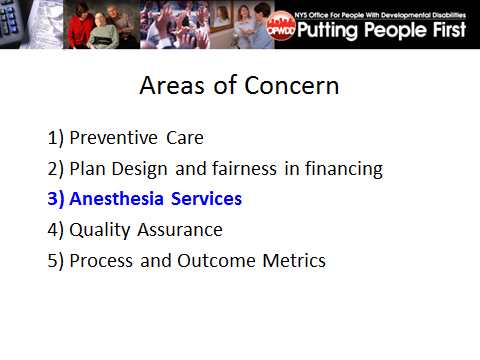 NYS Office For People With Developmental Disabilities
OPWDD
Putting People First
Areas of Concern
1) Preventive Care
2) Plan Design and fairness in financing
3) Anesthesia Services
4) Quality Assurance
5) Process and Outcome Metrics